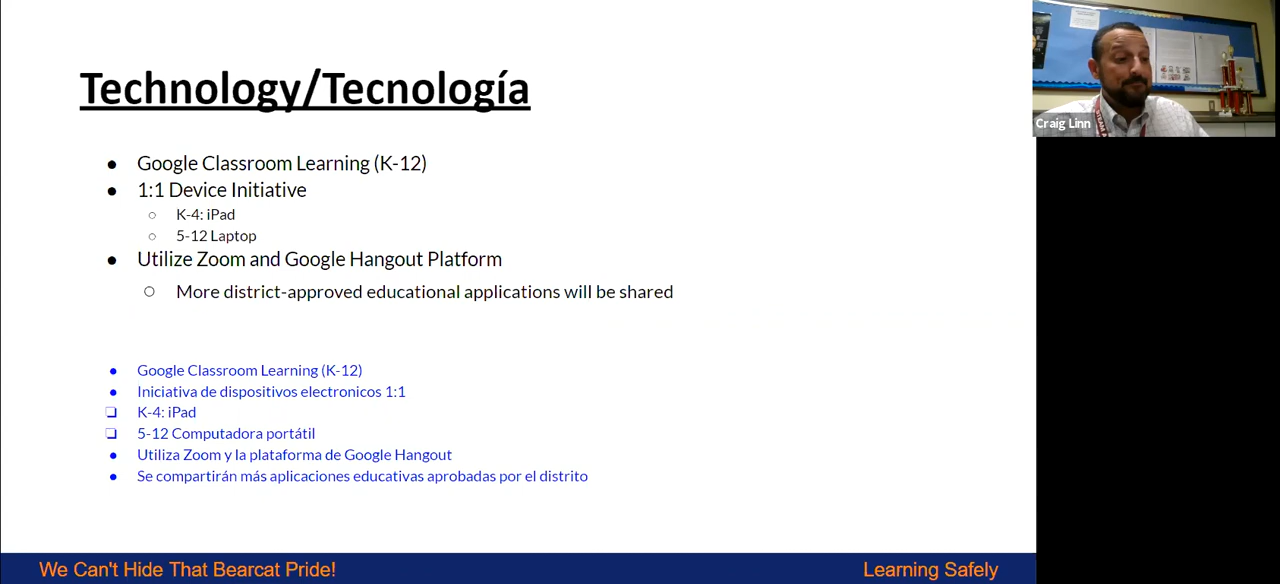 Technology/Tecnología
Craig Linn
● Google Classroom Learning (K-12)
● 1:1 Device Initiative
○ K-4: iPad
○ 5-12 Laptop
● Utilize Zoom and Google Hangout Platform
○ More district-approved educational applications will be shared
● Google Classroom Learning (K-12)
● Iniciativa de dispositivos electronicos 1:1
❏ K-4: iPad
❏ 5-12 Computadora portátil
● Utiliza Zoom y la plataforma de Google Hangout
● Se compartirán más aplicaciones educativas aprobadas por el distrito
We Can't Hide That Bearcat Pride!
Learning Safely